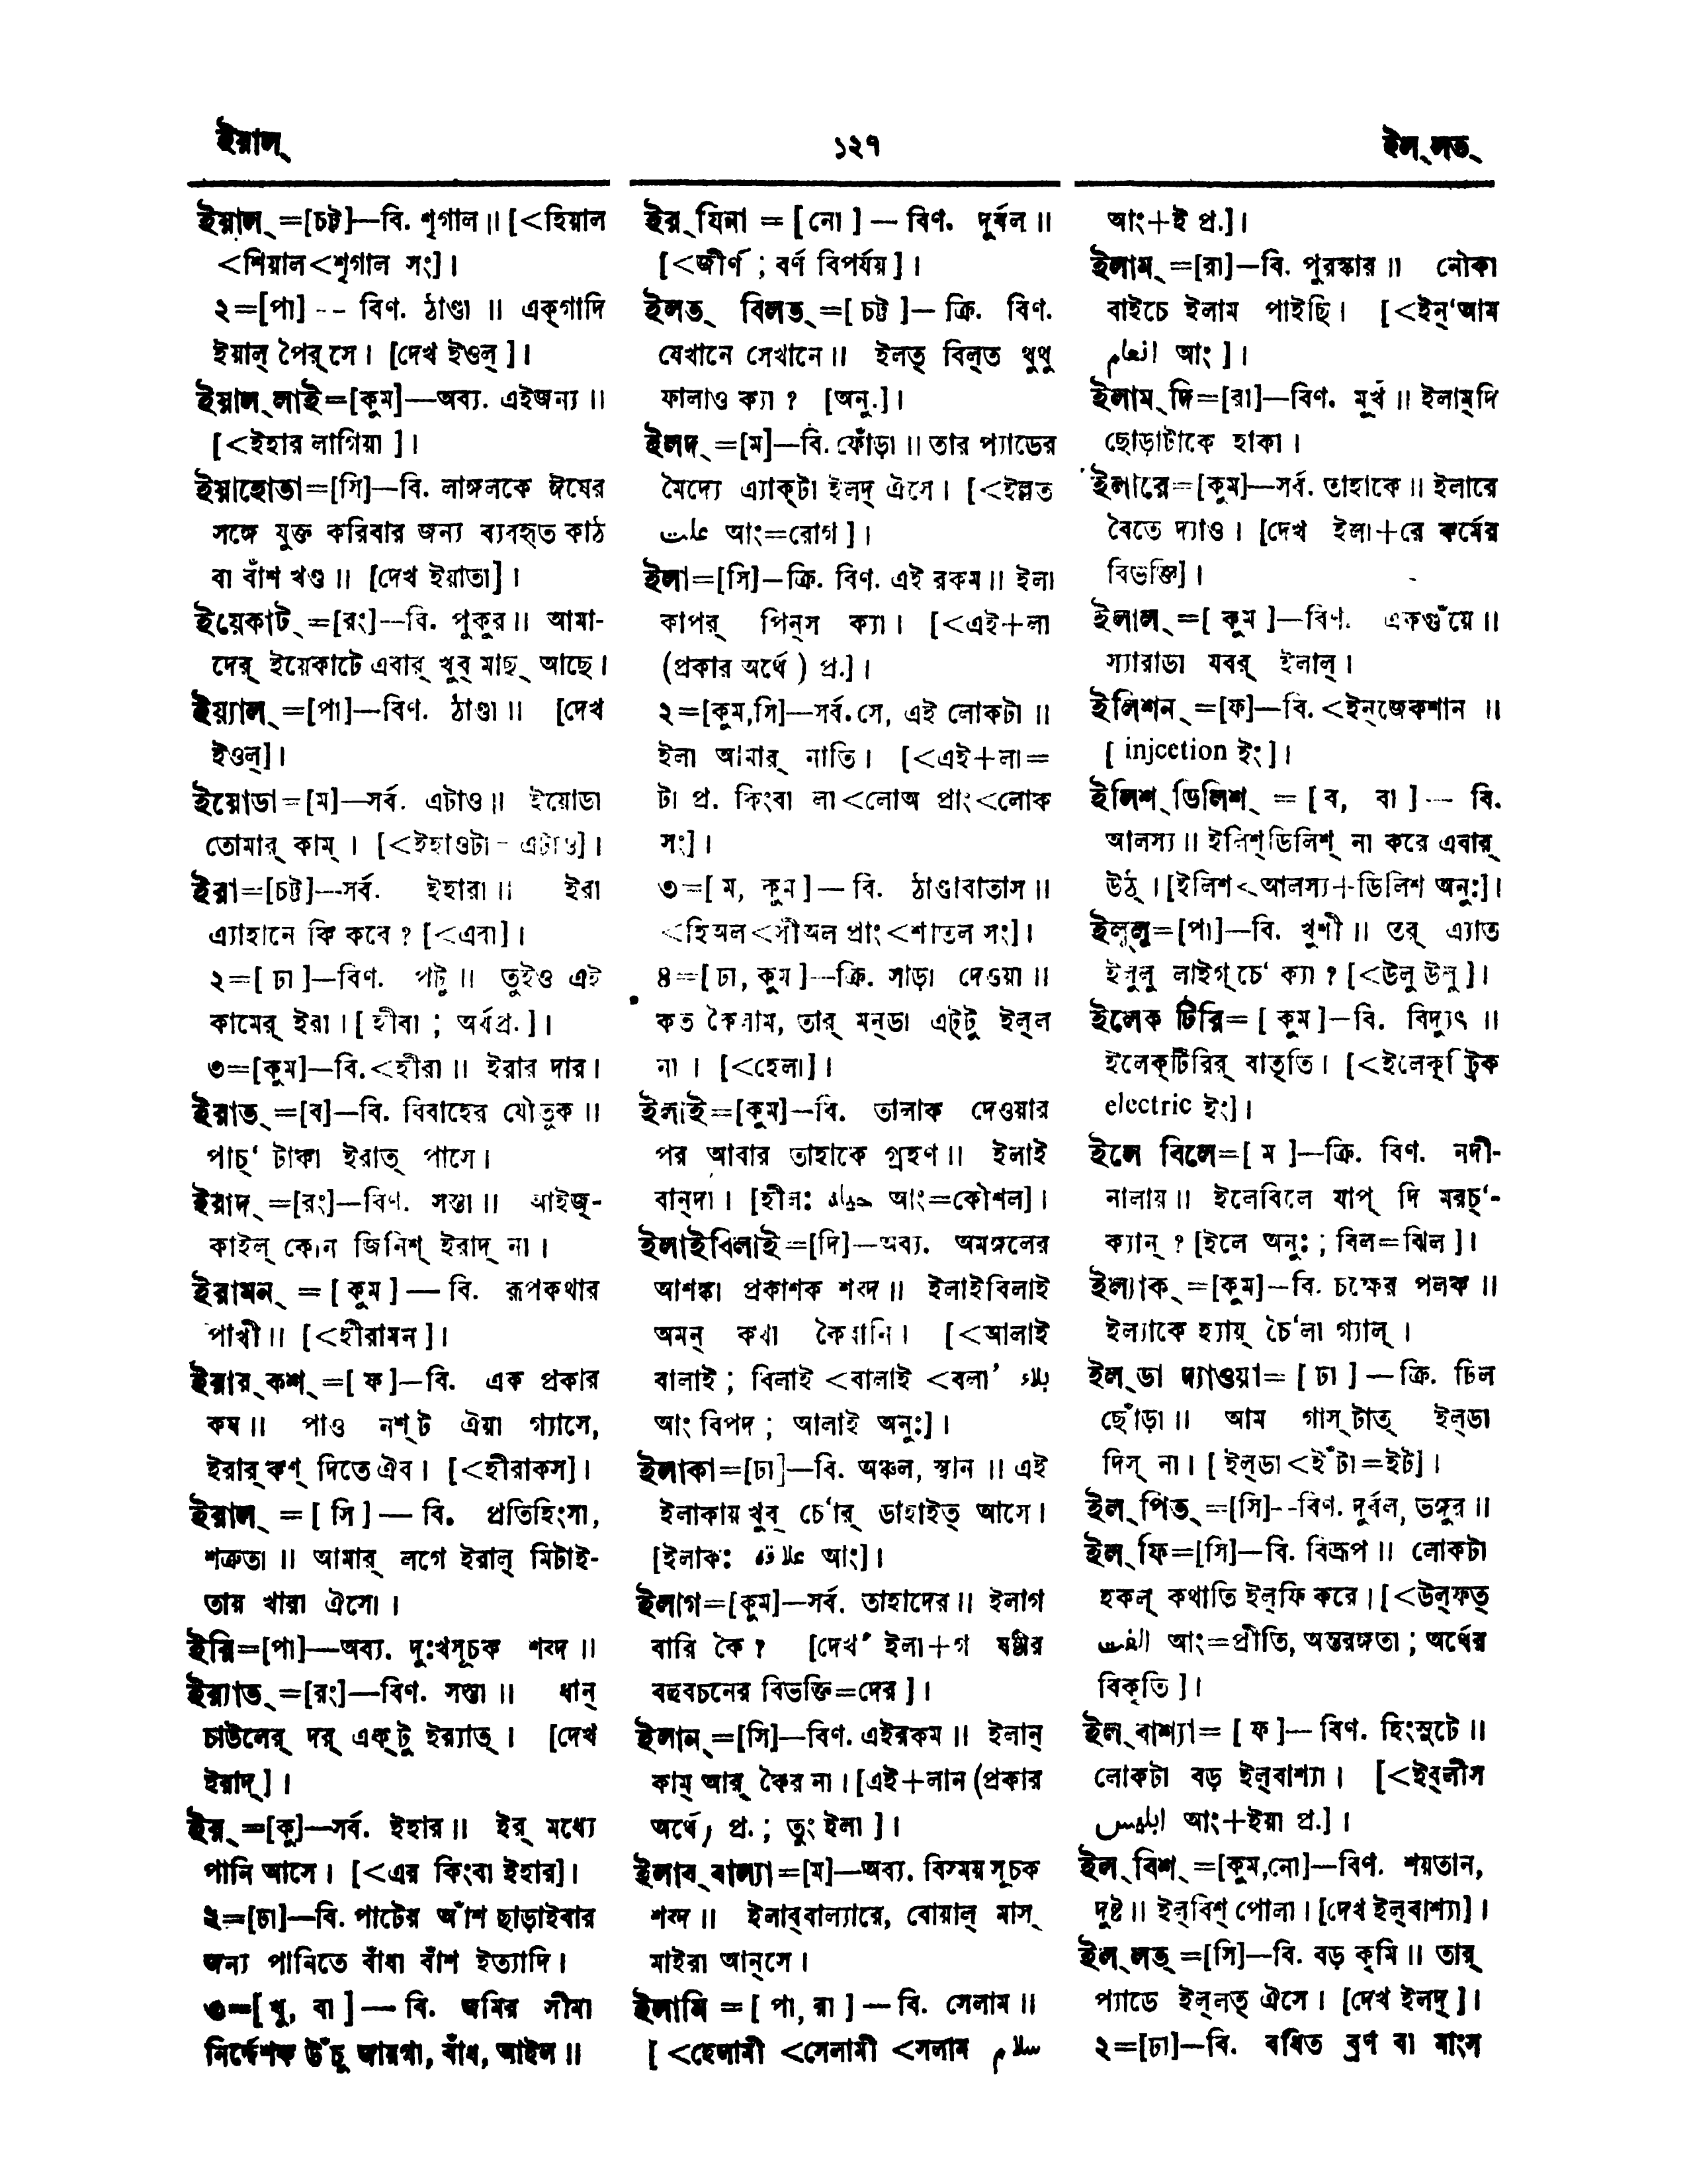 ইয়াল্
১২৭
ইল্‌লত্
ইয়াল্=[চট্ট]—বি. শৃগাল॥ [<হিয়াল
<শিয়াল<শৃগাল সং]।
২=[পা] -- বিণ. ঠাণ্ডা ॥ এক্‌গাদি
ইয়াল্ পৈর্‌সে। [দেখ ইওল্]।
ইয়াল্‌লাই=[কুম]—অব্য. এইজন্য॥
[<ইহার লাগিয়া]।
ইয়াহোতা=[সি]—বি. লাঙ্গলকে ঈষের
সঙ্গে যুক্ত করিবার জন্য ব্যবহৃত কাঠ
বা বাঁশ খণ্ড॥ [দেখ ইয়াতা]।
ইয়েকাট্=[রং]—বি. পুকুর॥ আমা-
দের্ ইয়েকাটে এবার্ খুব্ মাছ্ আছে।
ইয়্যাল্=[পা]—বিণ. ঠাণ্ডা॥ [দেখ
ইওল্]।
ইয়োডা=[ম]—সর্ব. এটাও॥ ইয়োডা
তোমার্ কাম্। [<ইহাওটা- এটাও]।
ইরা=[চট্ট]—সর্ব. ইহারা॥ ইরা
এ্যাহানে কি কবে? [<এবা]।
২=[ঢা]—বিণ. পটু॥ তুইও এই
কামের্ ইরা। [হীবা; অর্বপ্র.]।
৩=[কুম]—বি.<হীরা॥ ইরার দার।
ইরাত্=[ব]—বি. বিবাহের যৌতুক॥
পাচ্‘ টাকা ইরাত্ পাসে।
ইরাদ্=[রং]—বিণ. সস্তা॥ আইজ্-
কাইল্ কোন জিনিশ্ ইরাদ্ না।
ইরামন্ =[কুম]—বি. রূপকথার
পাখী॥ [<হীরামন]।
ইরার্‌কশ্=[ফ]—বি. এক প্রকার
কষ॥ পাও নশ্‌ট ঐয়া গ্যাসে,
ইরার্‌কশ্ দিতে ঐব। [<হীরাকস]।
ইরাল্ =[সি]—বি. প্রতিহিংসা,
শত্রুতা॥ আমার্ লগে ইরাল্ মিটাই-
তায় খারা ঐসো।
ইরি=[পা]—অব্য. দুঃখসূচক শব্দ॥
ইর‍্যাত্=[রং]—বিণ. সস্তা॥ ধান্
চাউলের্ দর্ এক্‌টু ইর‍্যাত্। [দেখ
ইরাদ্]।
ইর্=[কু]—সর্ব. ইহার॥ ইর্ মধ্যে
পানি আসে। [<এর কিংবা ইহার]।
২=[ঢা]—বি. পাটের আঁশ ছাড়াইবার
জন্য পানিতে বাঁধা বাঁশ ইত্যাদি।
৩=[খু, বা]—বি. জমির সীমা
নির্দেশক উঁচু জায়গা, বাঁধ, আইল॥
ইর্‌যিনা =[নো]—বিণ. দুর্বল॥
[<জীর্ণ; বর্ণ বিপর্যয়]।
ইলত্ বিলত্=[চট্ট]— ক্রি. বিণ.
যেখানে সেখানে॥ ইলত্ বিল্‌ত থুথু
ফালাও ক্যা? [অনু.]।
ইলদ্=[ম]—বি. ফোঁড়া॥ তার প্যাডের
মৈদ্যে এ্যাক্‌টা ইলদ্ ঐসে। [<ইল্লত
علت আং=রোগ]।
ইলা=[সি]—ক্রি. বিণ. এই রকম॥ ইলা
কাপর্ পিন্‌স ক্যা। [<এই+লা
(প্রকার অর্থে) প্র.]।
২=[কুম,সি]—সর্ব.সে, এই লোকটা॥
ইলা আমার্ নাতি। [<এই+লা=
টা প্র. কিংবা লা<লোঅ প্রাং<লোক
সং]।
৩=[ম, কুম]—বি. ঠাণ্ডাবাতাস॥
<হিঅল<সীঅল প্রাং<শীতল সং]।
৪=[ঢা, কুম]—ক্রি. সাড়া দেওয়া॥
কত কৈলাম, তার্ মন্‌ডা এট্‌টু ইল্‌ল
না। [<হেলা]।
ইলাই=[কুম]—বি. তালাক দেওয়ার
পর আবার তাহাকে গ্রহণ॥ ইলাই
বান্‌দা। [হীলঃ حيله আং=কৌশল]।
ইলাইবিলাই=[দি]—অব্য. অমঙ্গলের
আশঙ্কা প্রকাশক শব্দ॥ ইলাইবিলাই
অমন্ কথা কৈয়ানি। [<আলাই
বালাই; বিলাই <বালাই <বলা’ بلاء
আং বিপদ; আলাই অনুঃ]।
ইলাকা=[ঢা]—বি. অঞ্চল, স্থান॥ এই
ইলাকায় খুব্ চে‘র্ ডাহাইত্ আসে।
[ইলাকঃ علاقه আং]।
ইলাগ=[কুম]—সর্ব. তাহাদের॥ ইলাগ
বারি কৈ? [দেখ ইলা+গ ষষ্ঠীর
বহুবচনের বিভক্তি=দের]।
ইলান্=[সি]—বিণ. এইরকম॥ ইলান্
কাম্ আর্ কৈর না। [এই+লান (প্রকার
অর্থে) প্র.; তুং ইলা]।
ইলাব্‌বাল্যা=[ম]—অব্য. বিস্ময়সূচক
শব্দ॥ ইলাব্‌বাল্যারে, বোয়াল্ মাস্
মাইরা আন্‌সে।
ইলামি =[পা, রা]—বি. সেলাম॥
[<হেলামী <সেলামী <সলাম سلام
আং+ই প্র.]।
ইলাম্=[রা]—বি. পুরস্কার॥ নৌকা
বাইচে ইলাম পাইছি। [<ইন্‘আম
انعام আং]।
ইলাম্‌দি=[রা]—বিণ. মূর্খ॥ ইলাম্‌দি
ছোড়াটাকে হাকা।
ইলারে=[কুম]—সর্ব. তাহাকে॥ ইলারে
বৈতে দ্যাও। [দেখ ইলা+রে কর্মের
বিভক্তি]।
ইলাল্=[কুম]—বিণ. একগুঁয়ে॥
স্যারাডা যবর্ ইলাল্।
ইলিশন্=[ফ]—বি. <ইন্‌জেকশান॥
[injcetion ইং]।
ইলিশ্‌ডিলিশ্ =[ব, বা]— বি.
আলস্য॥ ইলিশ্‌ডিলিশ্ না করে এবার্
উঠ্। [ইলিশ<আলস্য+ডিলিশ অনুঃ]।
ইলুলু=[পা]—বি. খুশী॥ তর্ এ্যাত
ইলুলু লাইগ্‌চে‘ ক্যা? [<উলু উলু]।
ইলেক টিরি=[কুম]—বি. বিদ্যুৎ॥
ইলেক্‌টিরির্ বাত্‌তি। [<ইলেক্‌ট্রিক
electric ইং]।
ইলে বিলে=[ম]—ক্রি. বিণ. নদী-
নালায়॥ ইলেবিলে যাপ্ দি মরচ্‘-
ক্যান্? [ইলে অনুঃ; বিল=ঝিল]।
ইল্যাক্=[কুম]—বি. চক্ষের পলক॥
ইল্যাকে হ্যায়্ চৈ‘লা গ্যাল্।
ইল্‌ডা দ্যাওয়া=[ঢা]—ক্রি. ঢিল
ছোঁড়া॥ আম গাস্‌টাত্ ইল্‌ডা
দিস্ না। [ইল্‌ডা<ইঁটা=ইট]।
ইল্‌পিত্=[সি]--বিণ. দুর্বল, ভঙ্গুর॥
ইল্‌ফি=[সি]—বি. বিদ্রূপ॥ লোকটা
হকল্ কথাতি ইল্‌ফি করে। [<উল্‌ফত্
الفت আং=প্রীতি, অন্তরঙ্গতা; অর্থের
বিকৃতি]।
ইল্‌বাশ্যা=[ফ]—বিণ. হিংসুটে॥
লোকটা বড় ইল্‌বাশ্যা। [<ইব্‌লীস
ابليس আং+ইয়া প্র.]।
ইল্‌বিশ্=[কুম,নো]—বিণ. শয়তান,
দুষ্ট॥ ইল্‌বিশ্ পোলা। [দেখ ইল্‌বাশ্যা]।
ইল্‌লত্=[সি]—বি. বড় কৃমি॥ তার্
প্যাডে ইল্‌লত্ ঐসে। [দেখ ইলদ্]।
২=[ঢা]—বি. বর্ধিত ব্রণ বা মাংস